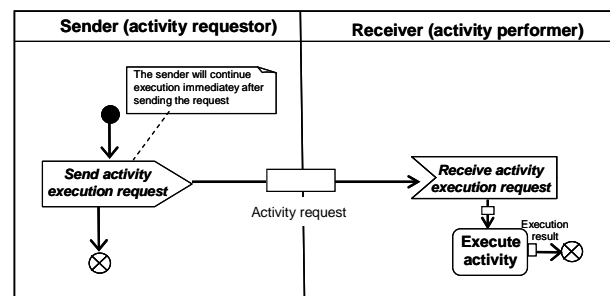 Sender (activity requestor)
Receiver (activity performer)
The sender will continue
execution immediatey after
sending the request
Send activity
execution request
Activity request
Receive activity
execution request
Execute
activity
Execution
result